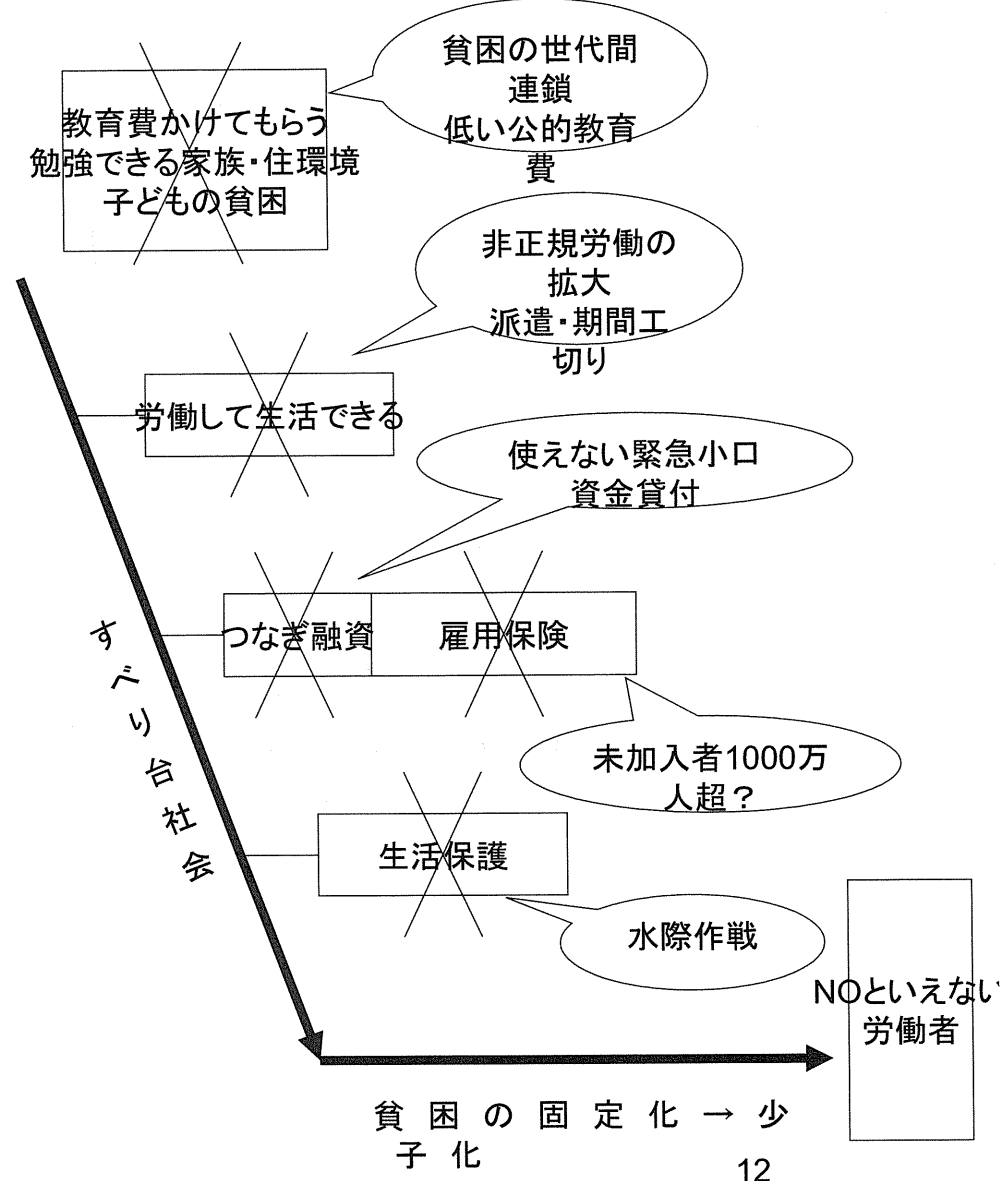 貧困の世代間
連鎖
低い公的教育
費
教育費かけてもらう
勉強できる家族・住環境
子どもの貧困
非正規労働の
拡大
派遣・期間工
切り
労働して生活できる
使えない緊急小口
資金貸付
つなぎ融資
雇用保険
すべり台社会
未加入者1000万
人超？
生活保護
水際作戦
NOといえない
労働者
貧困の固定化→少
子化
12